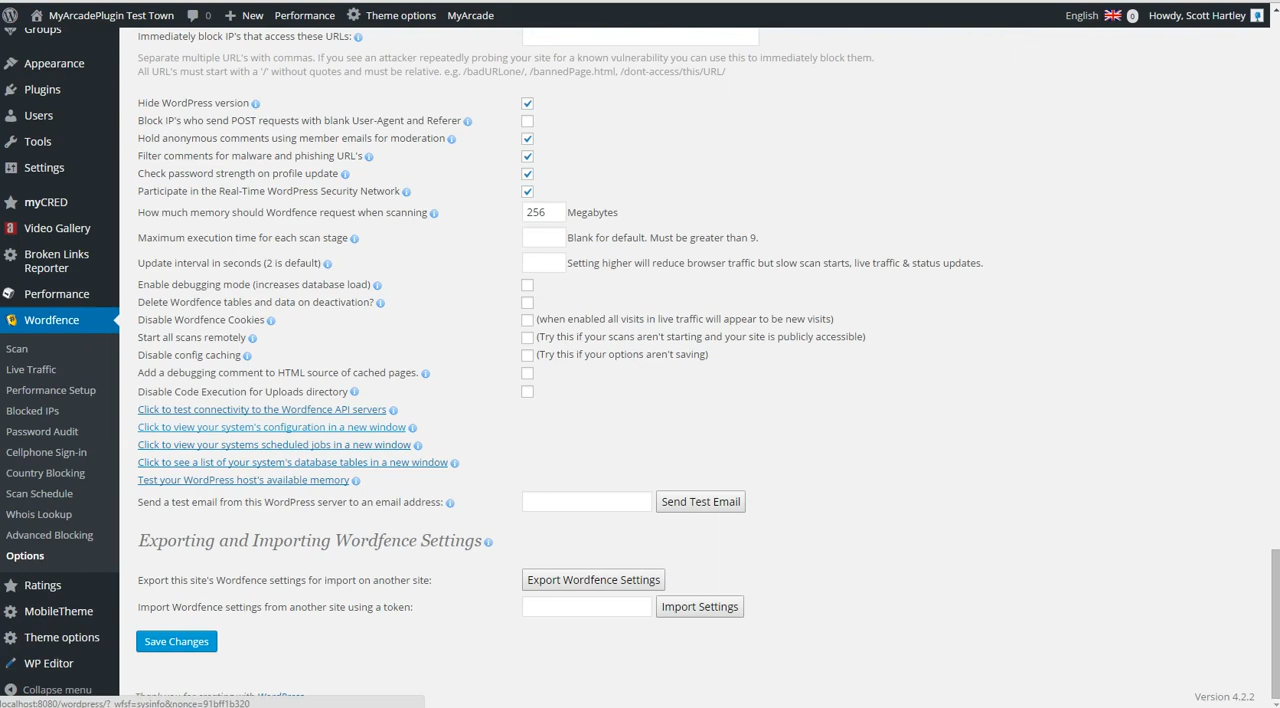 MyArcadePlugin Test Town 0 New Performance Theme options MyArcade English 0 Howdy, Scott Hartley
Groups
Appearance
Plugins
Users
Tools
Settings
myCRED
Video Gallery
Broken Links
Reporter
Performance
Wordfence
Scan
Live Traffic
Performance Setup
Blocked IPs
Password Audit
Cellphone Sign-in
Country Blocking
Scan Schedule
Whois Lookup
Advanced Blocking
Options
Ratings
MobileTheme
Theme options
WP Editor
Collapse menu
Immediately block IP's that access these URLs:
Separate multiple URL's with commas. If you see an attacker repeatedly probing your site for a known vulnerability you can use this to immediately block them.
All URL's must start with a '/' without quotes and must be relative. e.g. /badURLone/, /bannedPage.html, /dont-access/this/URL/
Hide WordPress version
Block IP's who send POST requests with blank User-Agent and Referer
Hold anonymous comments using member emails for moderation
Filter comments for malware and phishing URL's
Check password strength on profile update
Participate in the Real-Time WordPress Security Network
How much memory should Wordfence request when scanning 256 Megabytes
Maximum execution time for each scan stage Blank for default. Must be greater than 9.
Update interval in seconds (2 is default) Setting higher will reduce browser traffic but slow scan starts, live traffic & status updates.
Enable debugging mode (increases database load)
Delete Wordfence tables and data on deactivation?
Disable Wordfence Cookies (when enabled all visits in live traffic will appear to be new visits)
Start all scans remotely (Try this if your scans aren't starting and your site is publicly accessible)
Disable config caching (Try this if your options aren't saving)
Add a debugging comment to HTML source of cached pages.
Disable Code Execution for Uploads directory
Click to test connectivity to the Wordfence API servers
Click to view your system's configuration in a new window
Click to view your systems scheduled jobs in a new window
Click to see a list of your system's database tables in a new window
Test your WordPress host's available memory
Send a test email from this WordPress server to an email address: Send Test Email
Exporting and Importing Wordfence Settings
Export this site's Wordfence settings for import on another site: Export Wordfence Settings
Import Wordfence settings from another site using a token: Import Settings
Save Changes
Thank you for creating with WordPress Version 4.2.2
localhost:8080/wordpress/?_wfsf=sysinfo&nonce=91bff1b320